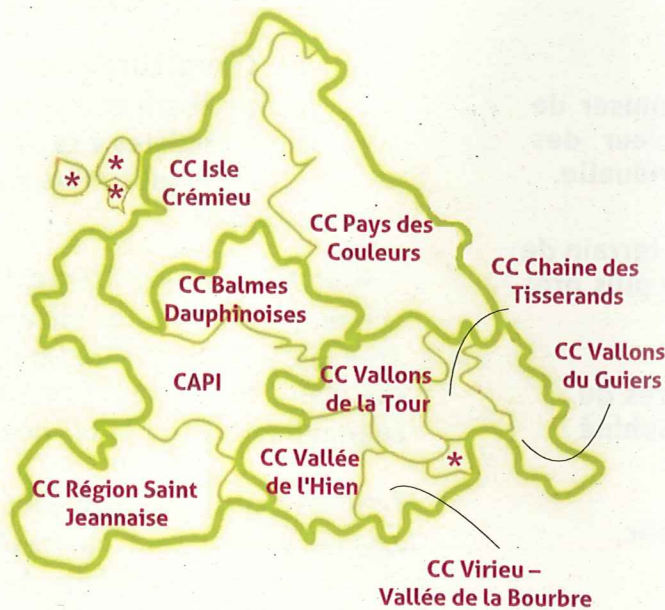 *
*
*
CC Isle
Crémieu
CC Pays des
Couleurs
CC Balmes
Dauphinoises
CC Chaine des
Tisserands
CAPI
CC Vallons
de la Tour
CC Vallons
du Guiers
CC Région Saint
Jeannaise
CC Vallée
de l'Hien
*
CC Virieu –
Vallée de la Bourbre